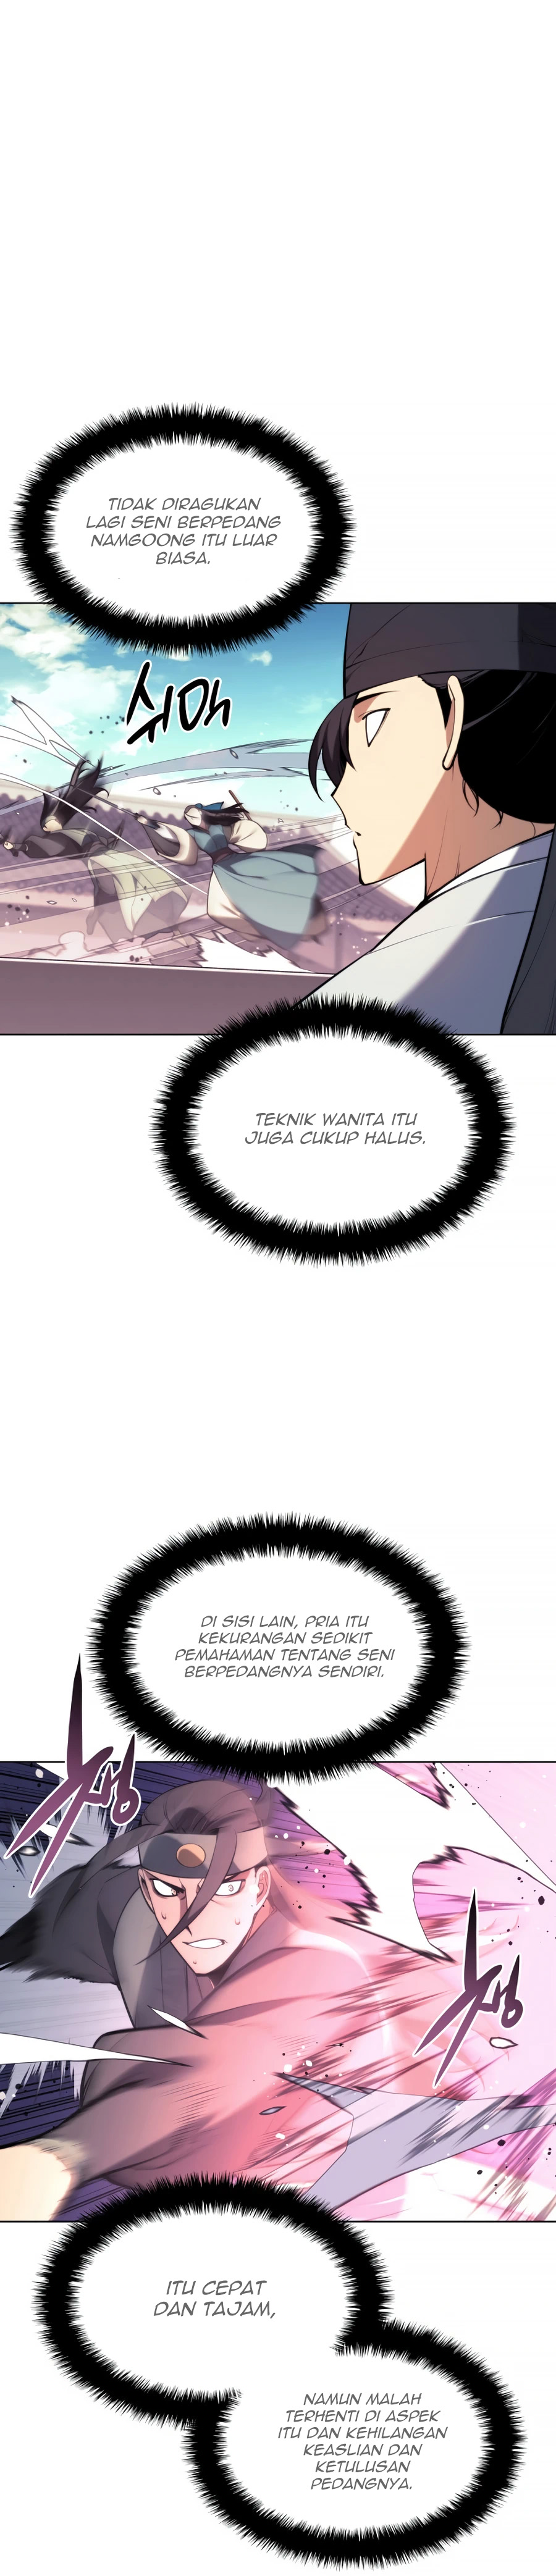 TIDAK DIRAGUKAN
LAGI SENI BERPEDANG
NAMGOONG ITU LUAR
BIASA.
TEKNIK WANITA ITU
JUGA CUKUP HALUS.
DI SISI LAIN, PRIA ITU
KEKURANGAN SEDIKIT
PEMAHAMAN TENTANG SENI
BERPEDANGNYA SENDIRI.
ITU CEPAT
DAN TAJAM,
NAMUN MALAH
TERHENTI DI ASPEK
ITU DAN KEHILANGAN
KEASLIAN DAN
KETULUSAN
PEDANGNYA.